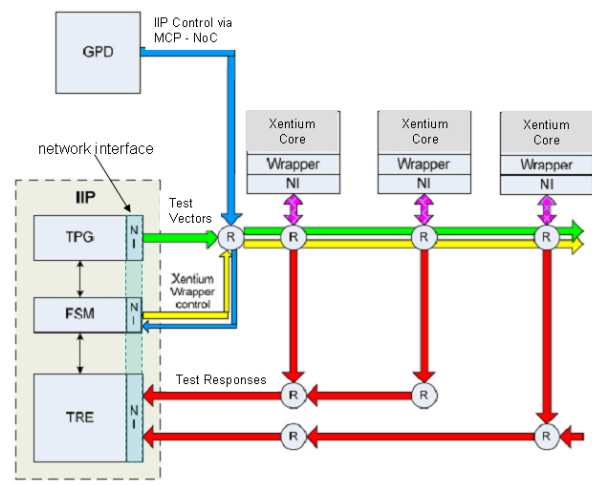 IIP Control via
MCP - NoC
GPD
Xentium
Core
Wrapper
NI
Xentium
Core
Wrapper
NI
Xentium
Core
Wrapper
NI
network interface
IIP
Test
Vectors
TPG
N
I
R
R
R
R
Xentium
Wrapper
control
FSM
N
I
Test Responses
TRE
N
I
R
R
R
R